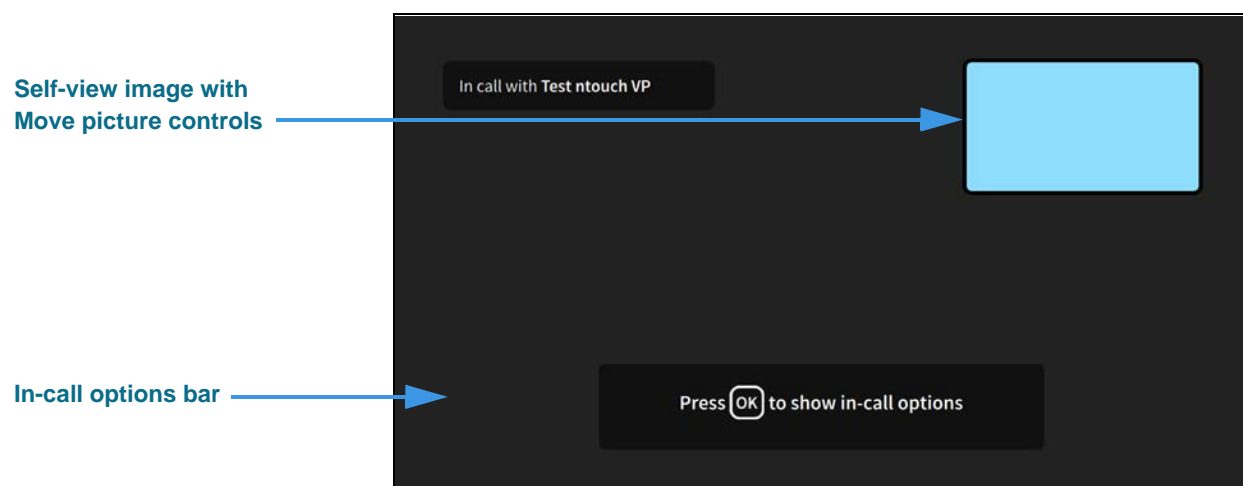 Self-view image with
Move picture controls
In call with Test ntouch VP
In-call options bar
Press OK to show in-call options